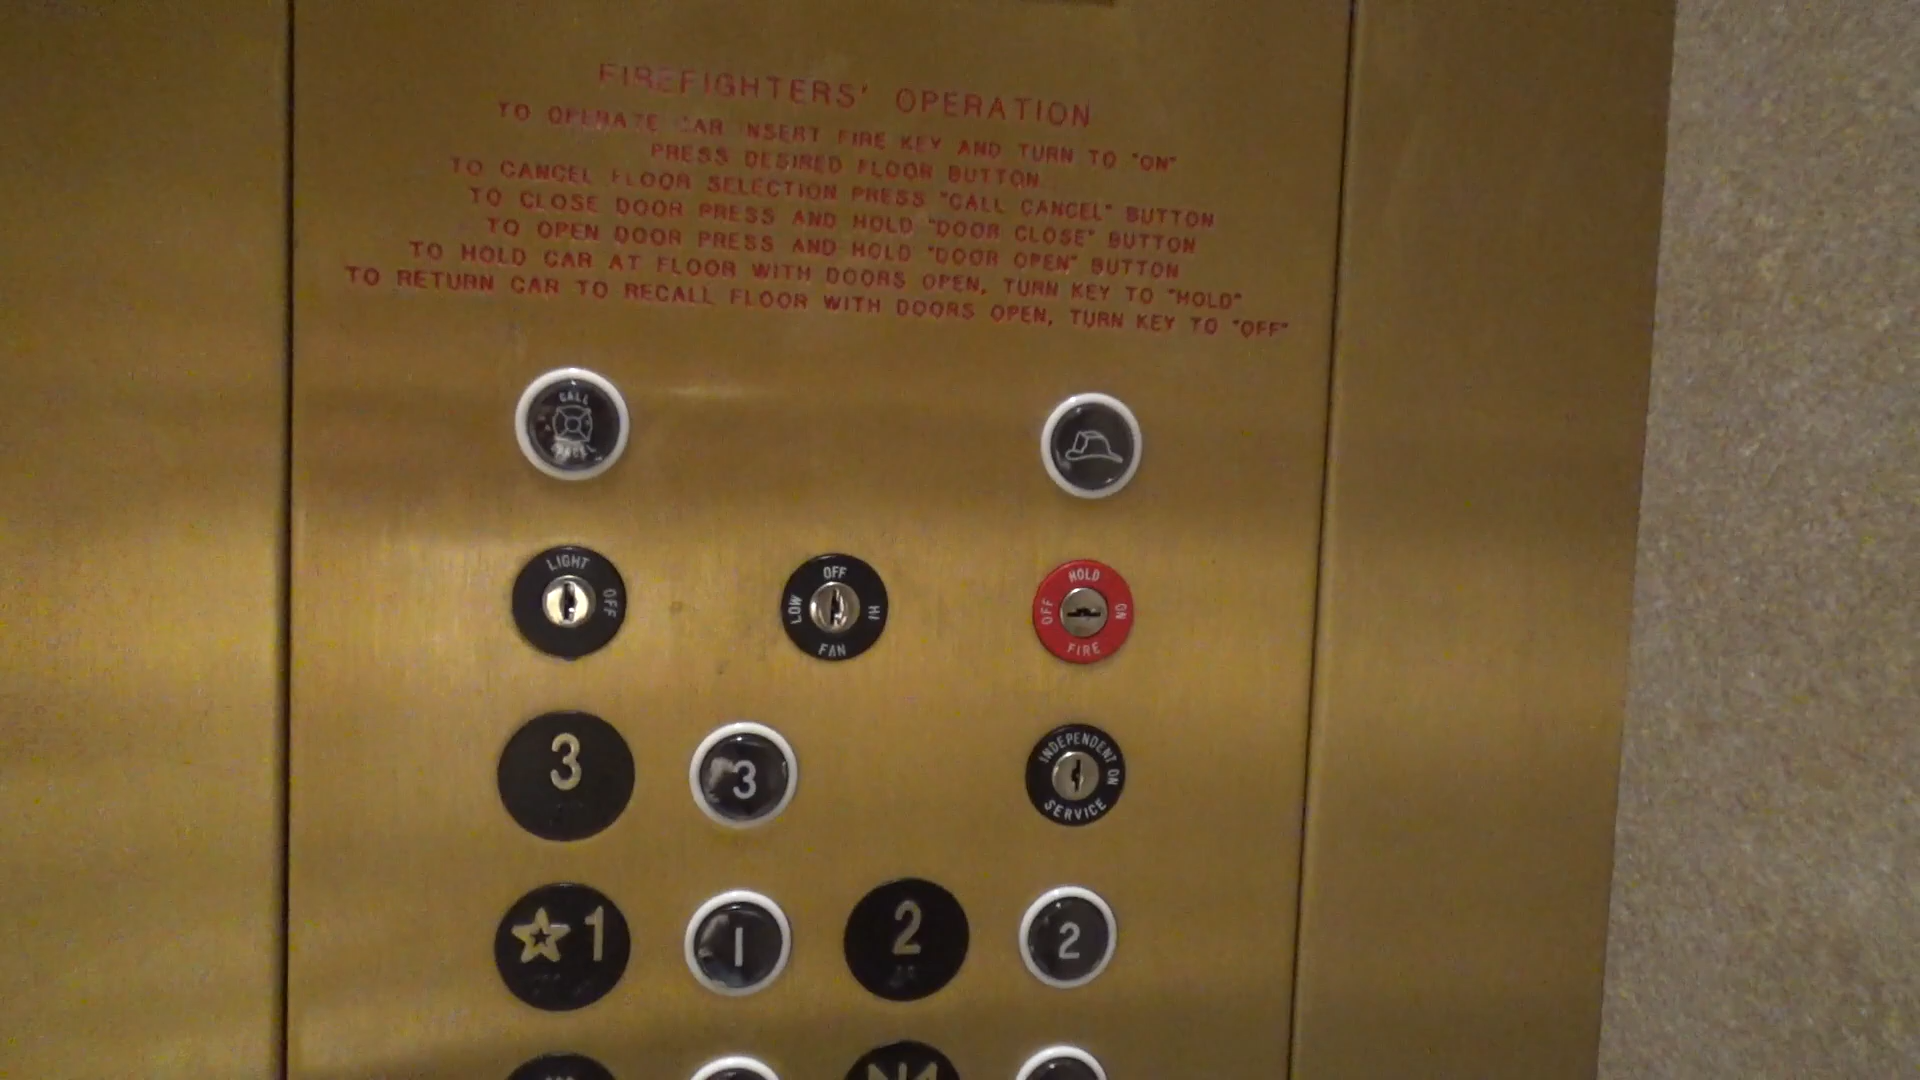 FIREFIGHTERS' OPERATION
TO OPERATE CAR INSERT FIRE KEY AND TURN TO "ON"
PRESS DESIRED FLOOR BUTTON
TO CANCEL FLOOR SELECTION PRESS "CALL CANCEL" BUTTON
TO CLOSE DOOR PRESS AND HOLD "DOOR CLOSE" BUTTON
TO OPEN DOOR PRESS AND HOLD "DOOR OPEN" BUTTON
TO HOLD CAR AT FLOOR WITH DOORS OPEN, TURN KEY TO "HOLD"
TO RETURN CAR TO RECALL FLOOR WITH DOORS OPEN, TURN KEY TO "OFF"
CALL
CANCEL
LIGHT
OFF
OFF
LOW
HI
FAN
HOLD
OFF
ON
FIRE
3
3
INDEPENDENT
ON
SERVICE
1
1
2
2